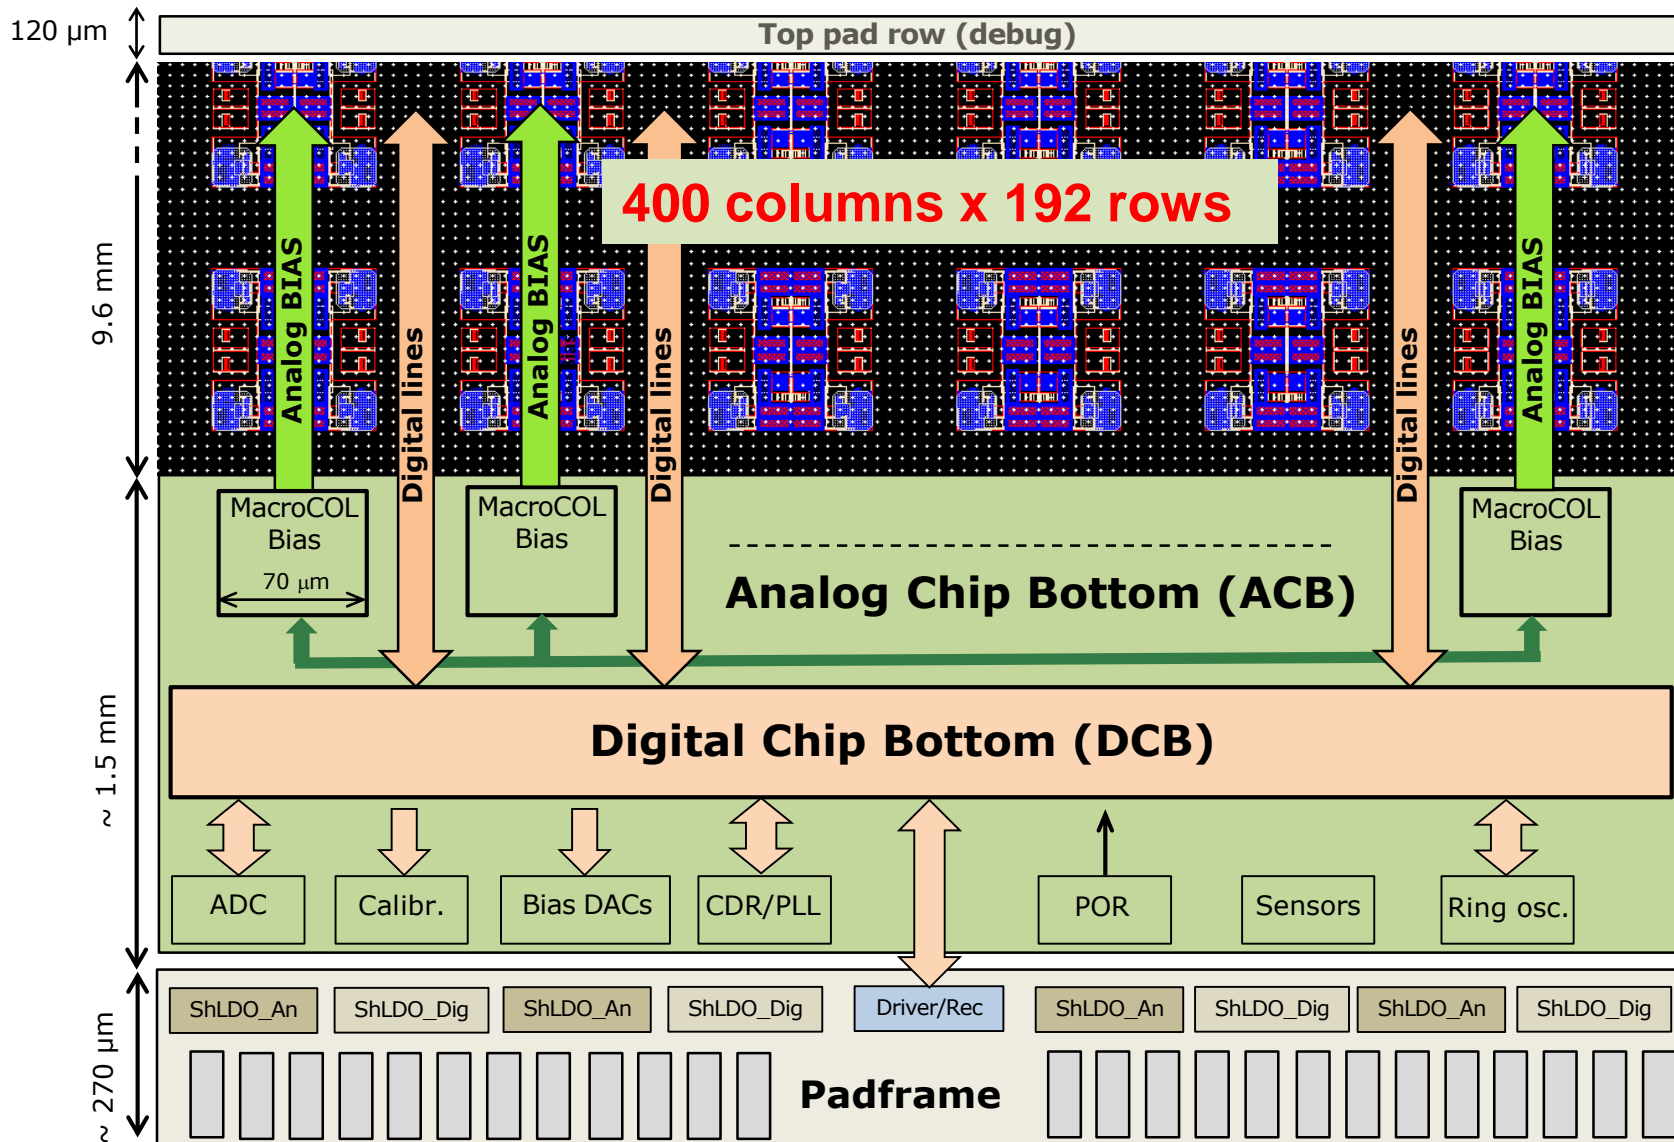 120 µm
Top pad row (debug)
400 columns x 192 rows
9.6 mm
Analog BIAS
Digital lines
Analog BIAS
Digital lines
Digital lines
Analog BIAS
MacroCOL
Bias
70 µm
MacroCOL
Bias
MacroCOL
Bias
Analog Chip Bottom (ACB)
~ 1.5 mm
Digital Chip Bottom (DCB)
ADC
Calibr.
Bias DACs
CDR/PLL
POR
Sensors
Ring osc.
ShLDO_An
ShLDO_Dig
ShLDO_An
ShLDO_Dig
Driver/Rec
ShLDO_An
ShLDO_Dig
ShLDO_An
ShLDO_Dig
~ 270 µm
Padframe